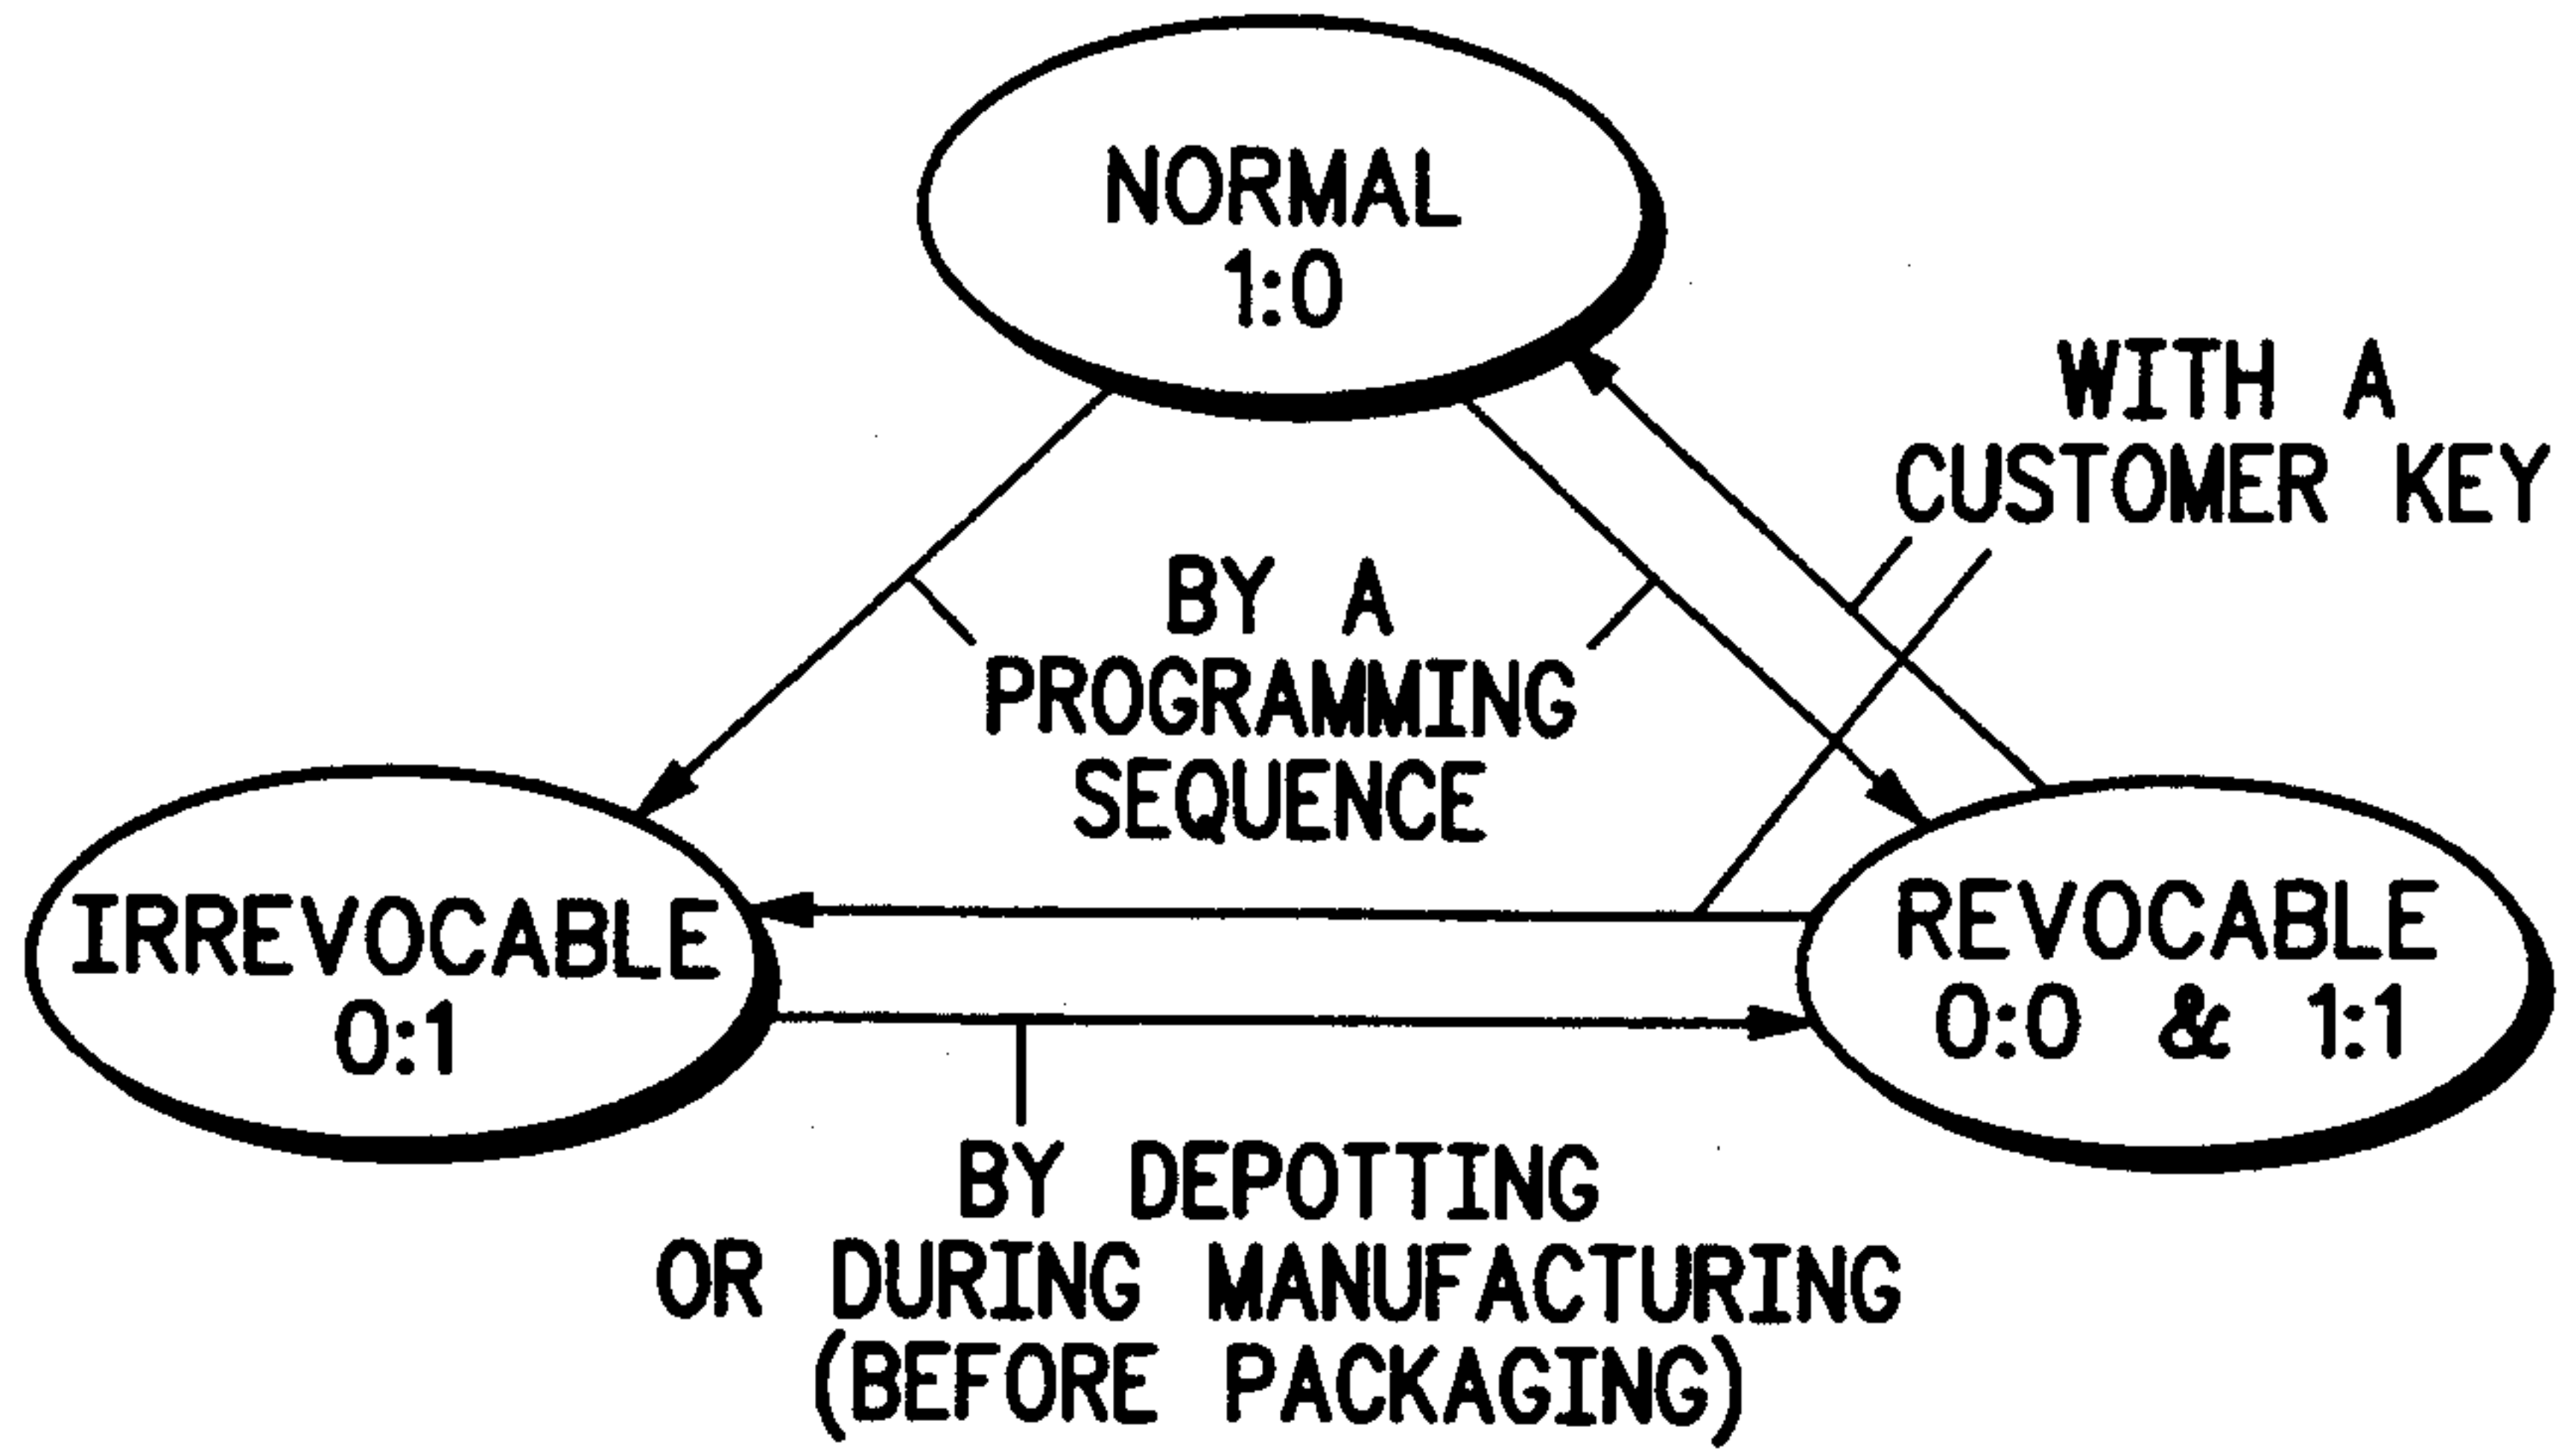 NORMAL
1:0
WITH A
CUSTOMER KEY
BY A
PROGRAMMING
SEQUENCE
IRREVOCABLE
0:1
REVOCABLE
0:0 & 1:1
BY DEPOTTING
OR DURING MANUFACTURING
(BEFORE PACKAGING)